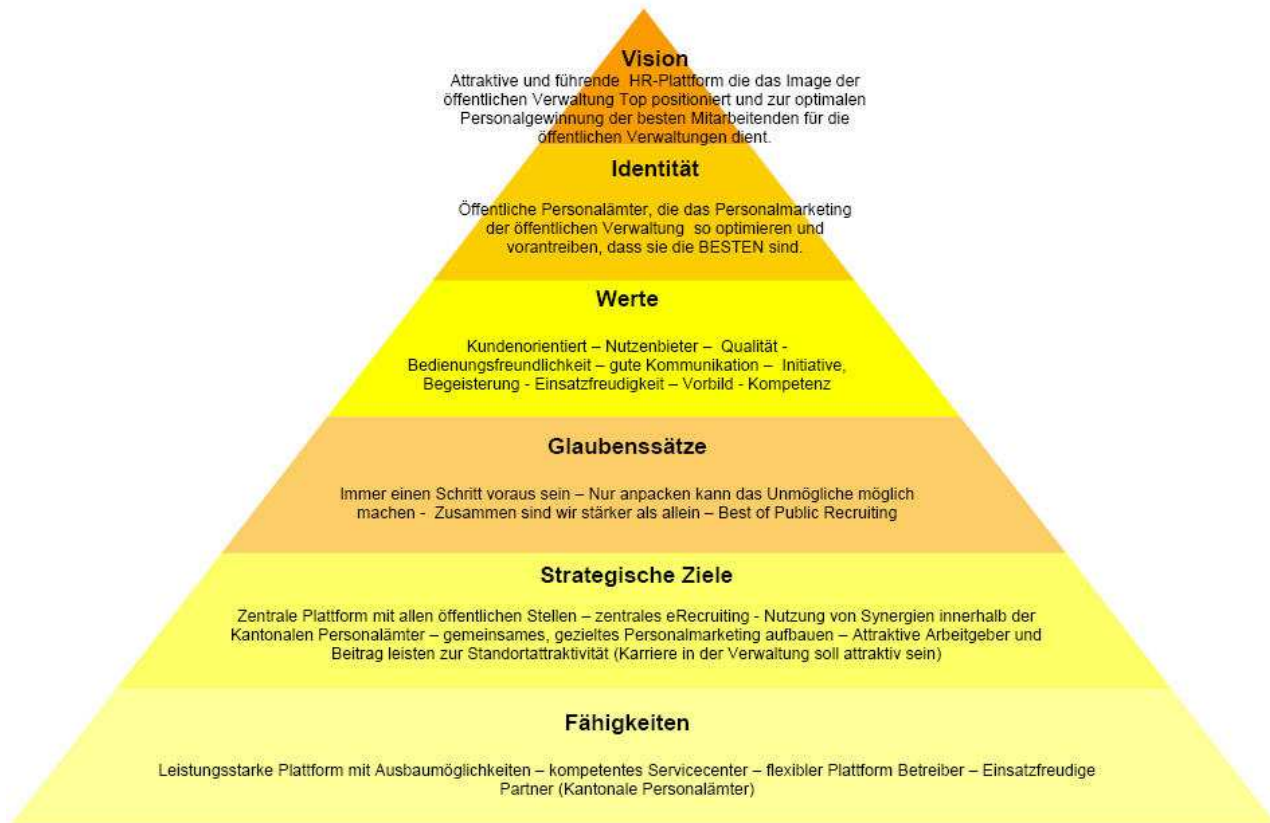 Vision
Attraktive und führende HR-Plattform die das Image der
öffentlichen Verwaltung Top positioniert und zur optimalen
Personalgewinnung der besten Mitarbeitenden für die
öffentlichen Verwaltungen dient.
Identität
Öffentliche Personalämter, die das Personalmarketing
der öffentlichen Verwaltung so optimieren und
vorantreiben, dass sie die BESTEN sind.
Werte
Kundenorientiert – Nutzenbieter – Qualität -
Bedienungsfreundlichkeit – gute Kommunikation – Initiative,
Begeisterung - Einsatzfreudigkeit – Vorbild - Kompetenz
Glaubenssätze
Immer einen Schritt voraus sein – Nur anpacken kann das Unmögliche möglich
machen - Zusammen sind wir stärker als allein – Best of Public Recruiting
Strategische Ziele
Zentrale Plattform mit allen öffentlichen Stellen – zentrales eRecruiting - Nutzung von Synergien innerhalb der
Kantonalen Personalämter – gemeinsames, gezieltes Personalmarketing aufbauen – Attraktive Arbeitgeber und
Beitrag leisten zur Standortattraktivität (Karriere in der Verwaltung soll attraktiv sein)
Fähigkeiten
Leistungsstarke Plattform mit Ausbaumöglichkeiten – kompetentes Servicecenter – flexibler Plattform Betreiber – Einsatzfreudige
Partner (Kantonale Personalämter)